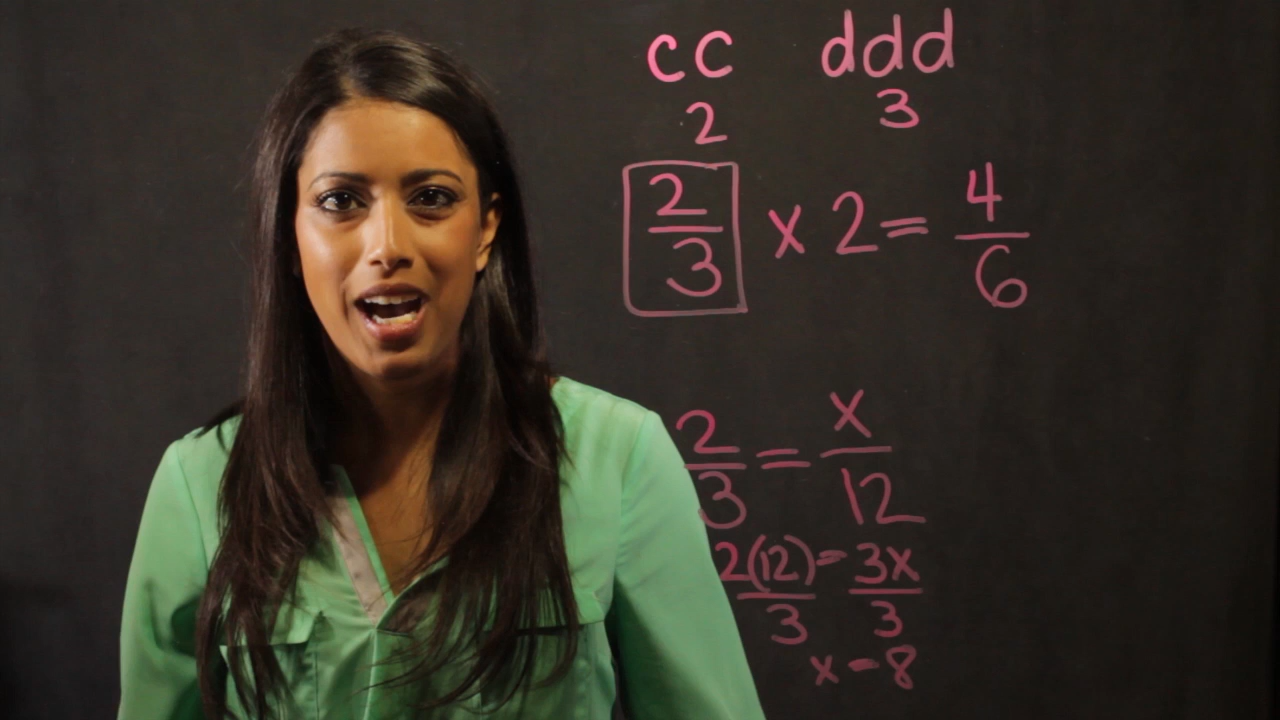 cc ddd
2 3
2/3 x 2 = 4/6
2/3 = x/12
2(12)/3 = 3x/3
x = 8